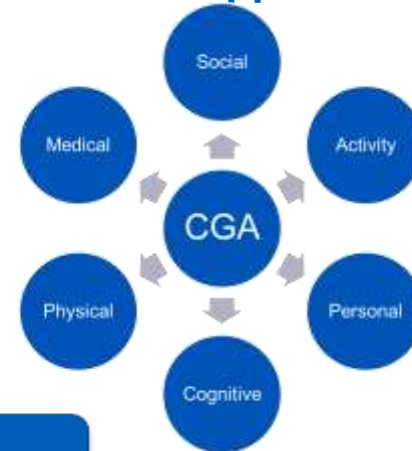 Social
Medical
Activity
CGA
Physical
Personal
Cognitive